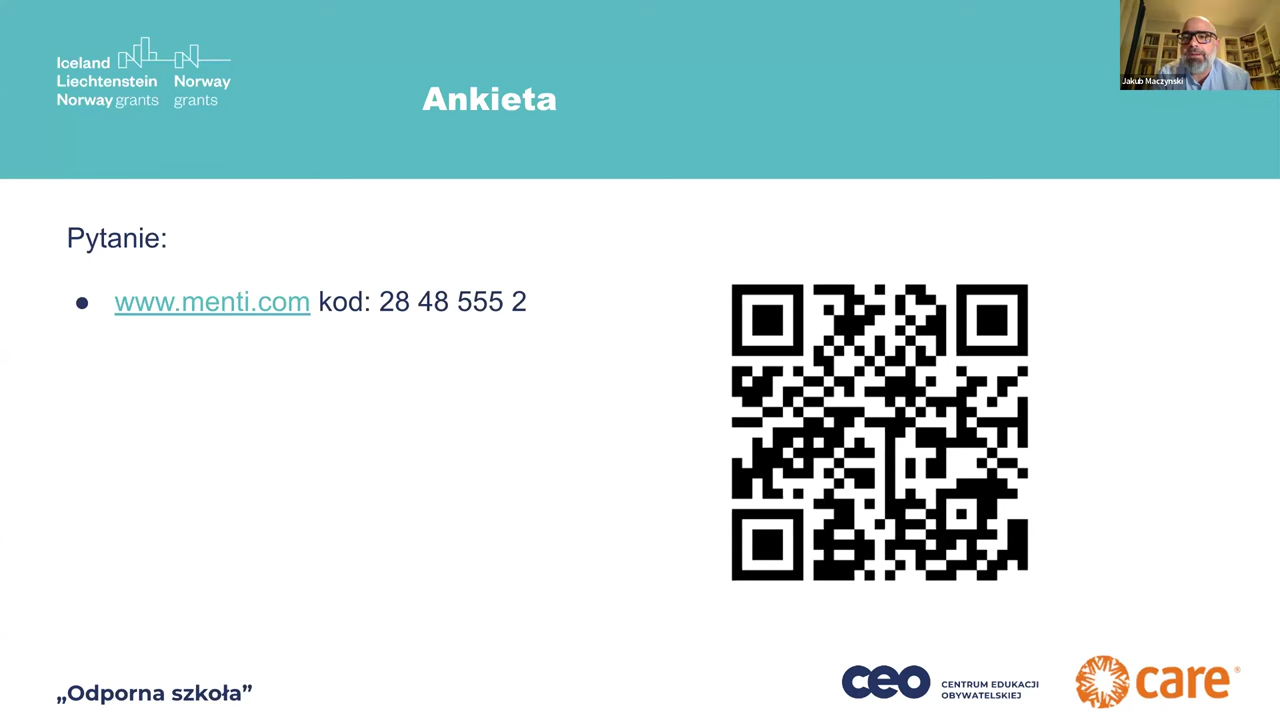 Iceland
Liechtenstein
Norway grants
Norway
grants
Ankieta
Jakub Maczynski
Pytanie:
● www.menti.com kod: 28 48 555 2
„Odporna szkoła”
ceo
CENTRUM EDUKACJI
OBYWATELSKIEJ
care®